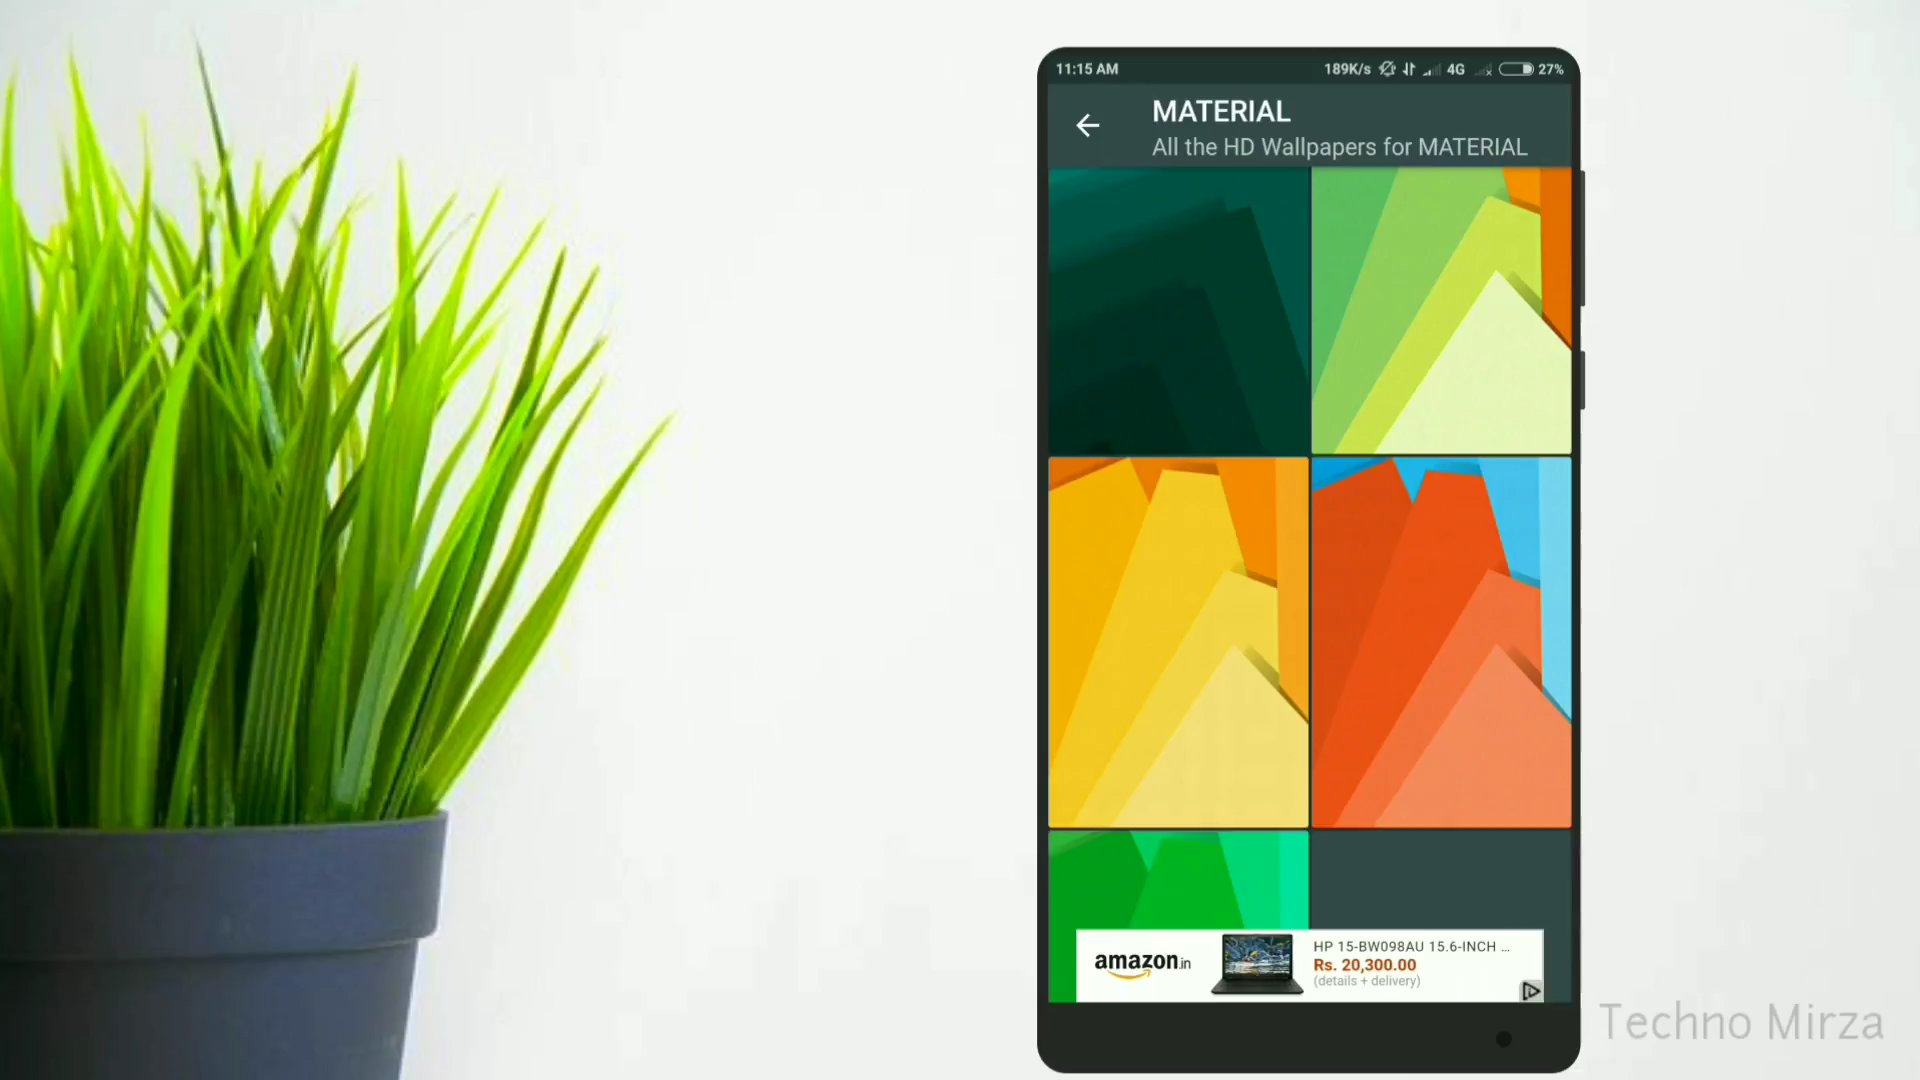 11:15 AM
189K/s 4G 27%
MATERIAL
All the HD Wallpapers for MATERIAL
amazon.in
HP 15-BW098AU 15.6-INCH ...
Rs. 20,300.00
(details + delivery)
Techno Mirza